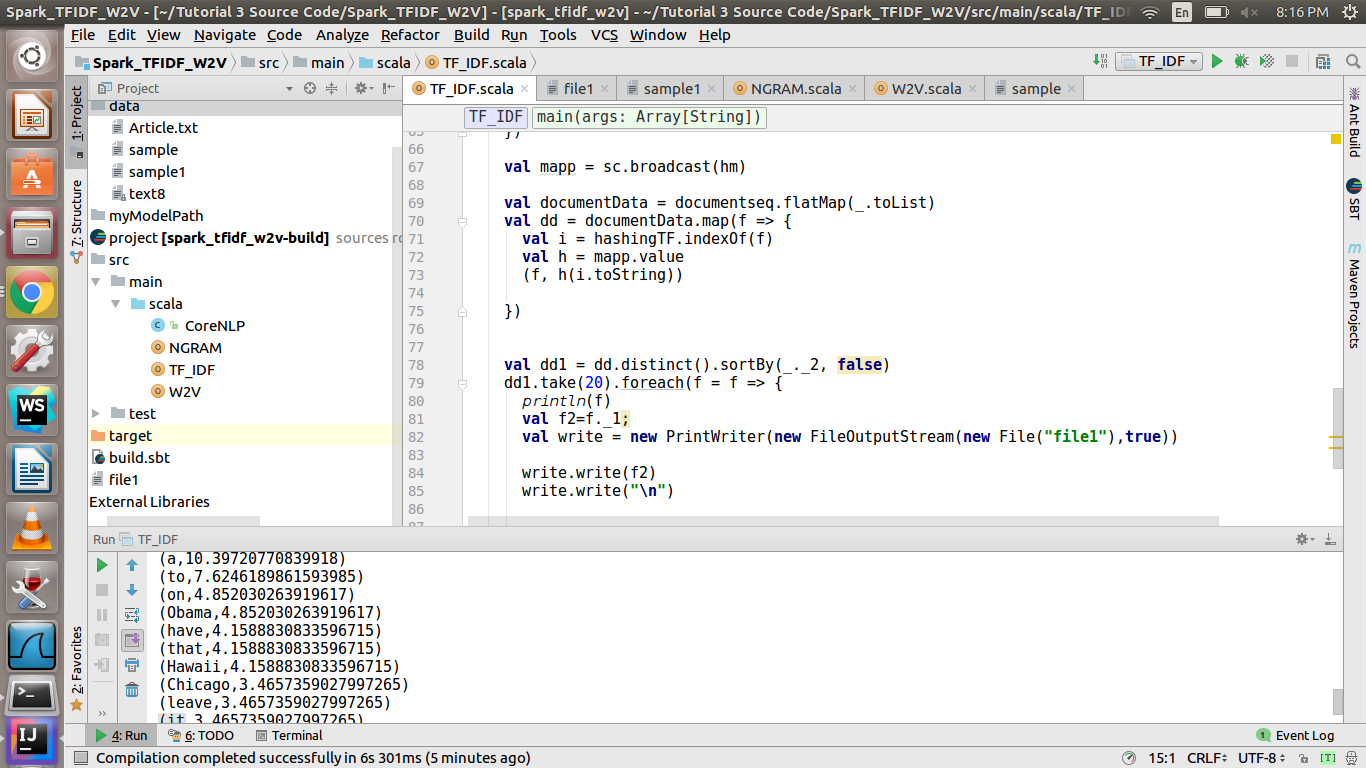 Spark_TFIDF_W2V - [~/Tutorial 3 Source Code/Spark_TFIDF_W2V] - [spark_tfidf_w2v] - ~/Tutorial 3 Source Code/Spark_TFIDF_W2V/src/main/scala/TF_ID
En
8:16 PM
File Edit View Navigate Code Analyze Refactor Build Run Tools VCS Window Help
Spark_TFIDF_W2V src main scala TF_IDF.scala
TF_IDF
Project
TF_IDF.scala file1 sample1 NGRAM.scala W2V.scala sample
TF_IDF main(args: Array[String])
1: Project
7: Structure
2: Favorites
data
Article.txt
sample
sample1
text8
myModelPath
project [spark_tfidf_w2v-build] sources ro
src
main
scala
CoreNLP
NGRAM
TF_IDF
W2V
test
target
build.sbt
file1
External Libraries
65 })
66
67 val mapp = sc.broadcast(hm)
68
69 val documentData = documentseq.flatMap(_.toList)
70 val dd = documentData.map(f => {
71 val i = hashingTF.indexOf(f)
72 val h = mapp.value
73 (f, h(i.toString))
74
75 })
76
77
78 val dd1 = dd.distinct().sortBy(_._2, false)
79 dd1.take(20).foreach(f = f => {
80 println(f)
81 val f2=f._1;
82 val write = new PrintWriter(new FileOutputStream(new File("file1"),true))
83
84 write.write(f2)
85 write.write("\n")
86
87
Ant Build
SBT
m
Maven Projects
Run TF_IDF
(a,10.39720770839918)
(to,7.6246189861593985)
(on,4.852030263919617)
(Obama,4.852030263919617)
(have,4.1588830833596715)
(that,4.1588830833596715)
(Hawaii,4.1588830833596715)
(Chicago,3.4657359027997265)
(leave,3.4657359027997265)
(it,3.4657359027997265)
4: Run 6: TODO Terminal
1 Event Log
Compilation completed successfully in 6s 301ms (5 minutes ago)
15:1 CRLF UTF-8 [T]
WS
IJ